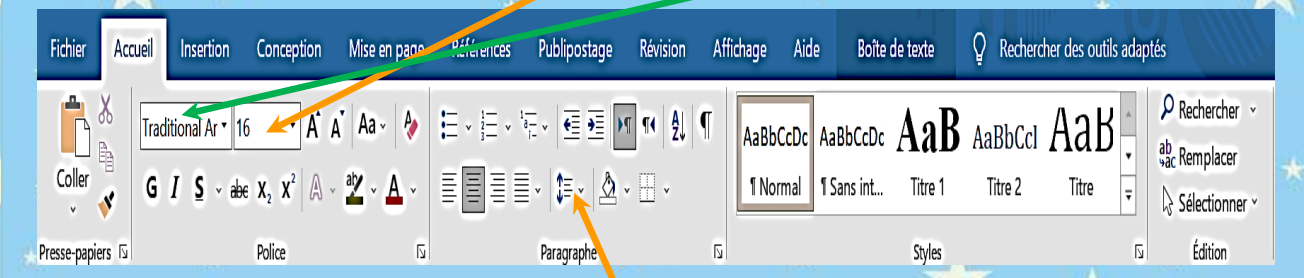 Fichier Accueil Insertion Conception Mise en page Références Publipostage Révision Affichage Aide Boîte de texte Rechercher des outils adaptés
Traditional Ar 16 A A Aa
Coller
G I S abc X₂ X² A ab A
Presse-papiers Police Paragraphe
AaBbCcDc AaBbCcDc AaB AaBbCcl AaB
¶ Normal ¶ Sans int... Titre 1 Titre 2 Titre
Styles
Rechercher
Remplacer
Sélectionner
Édition